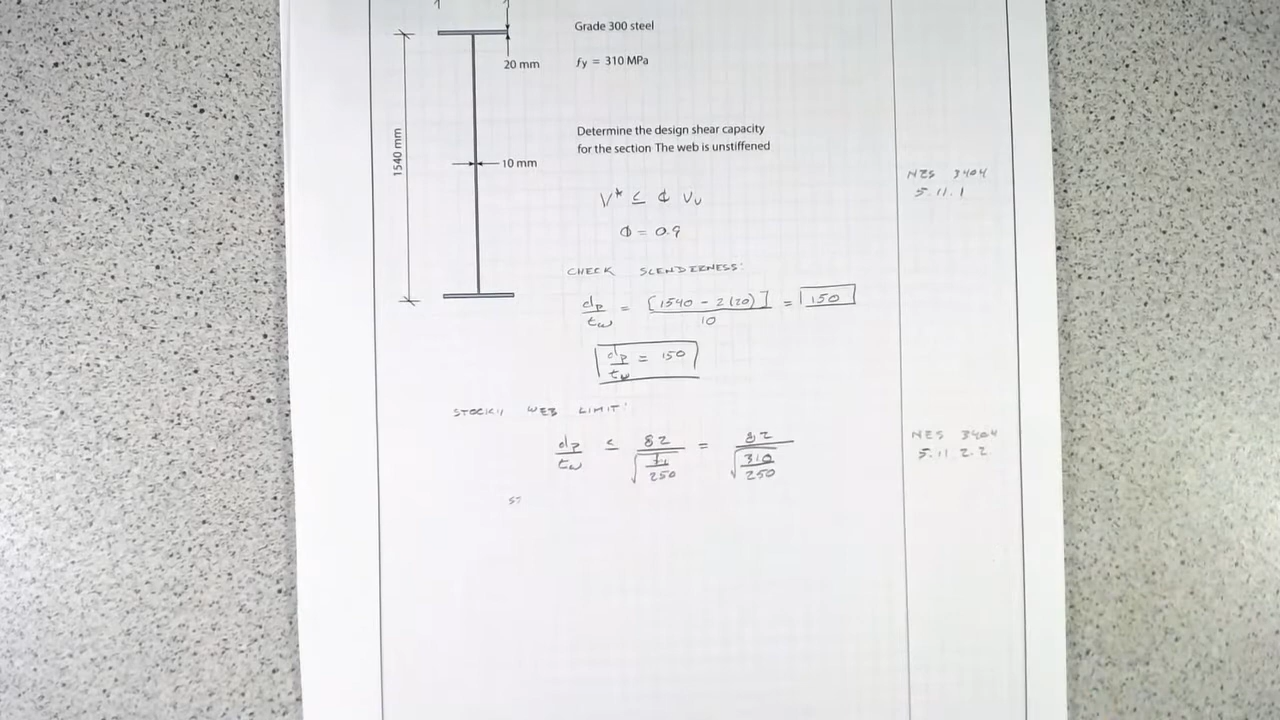 Grade 300 steel
20 mm
fy = 310 MPa
1540 mm
10 mm
Determine the design shear capacity
for the section The web is unstiffened
NZS 3404
5.11.1
V* ≤ Φ Vu
Φ = 0.9
CHECK SLENDERNESS:
dp/tw = [1540 - 2(20)]/10 = 150
dp/tw = 150
STOCKY WEB LIMIT:
dp/tw ≤ 82/√(fy/250) = 82/√(310/250)
NZS 3404
5.11.2.2
ST